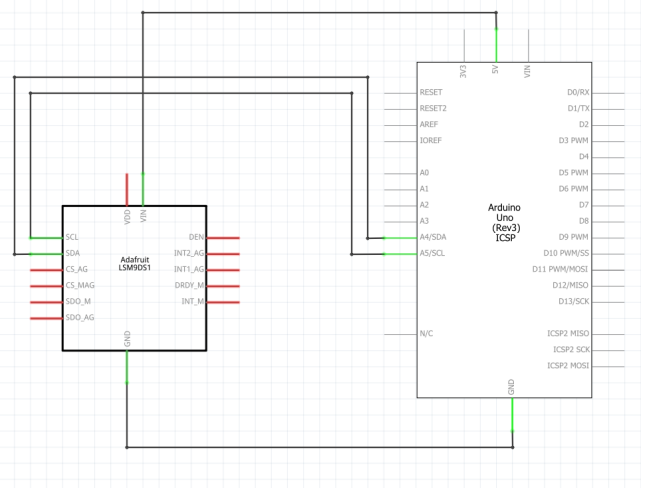 3V3
5V
VIN
RESET
D0/RX
RESET2
D1/TX
AREF
D2
IOREF
D3 PWM
D4
A0
D5 PWM
A1
D6 PWM
A2
D7
A3
D8
Arduino
Uno
(Rev3)
ICSP
A4/SDA
D9 PWM
A5/SCL
D10 PWM/SS
D11 PWM/MOSI
D12/MISO
D13/SCK
N/C
ICSP2 MISO
ICSP2 SCK
ICSP2 MOSI
GND
VDD
VIN
SCL
DEN
SDA
INT2_AG
Adafruit
LSM9DS1
CS_AG
INT1_AG
CS_MAG
DRDY_M
SDO_M
INT_M
SDO_AG
GND